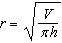 r = √(V/πh)